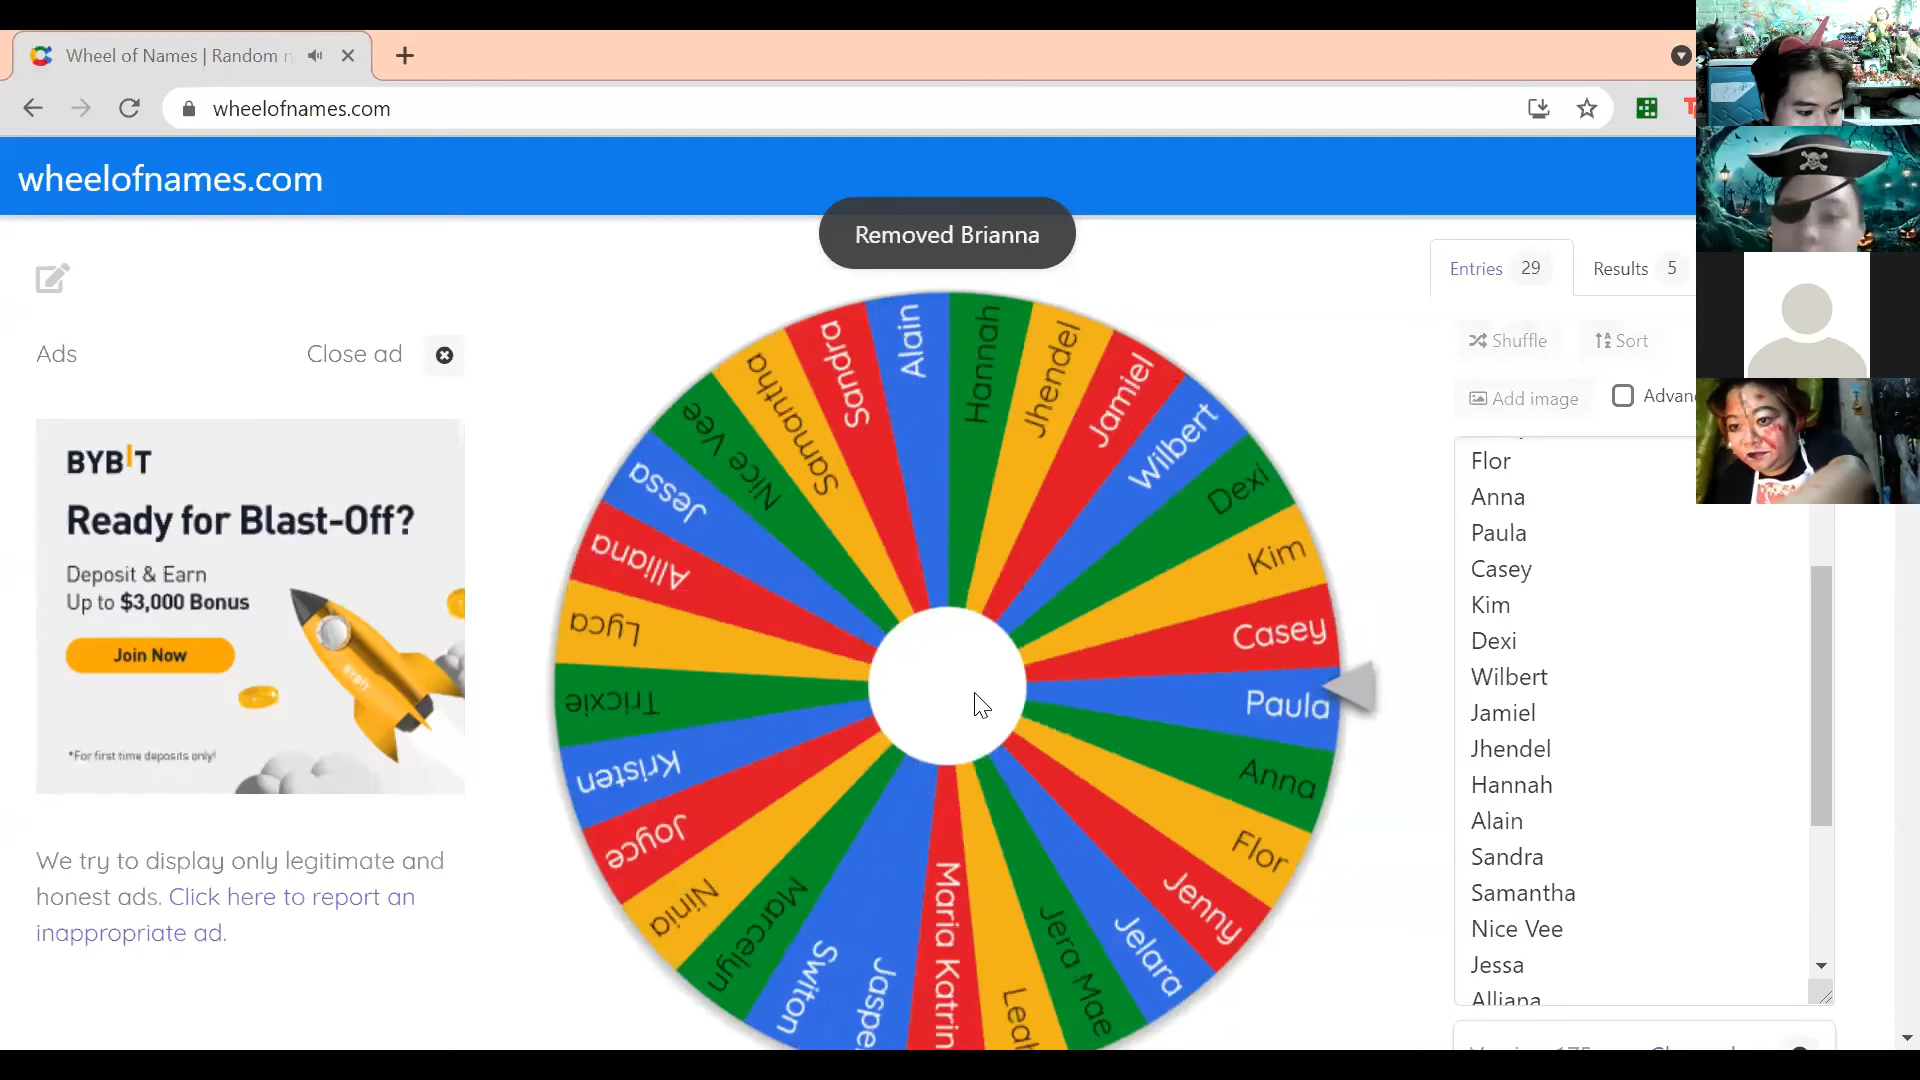 Wheel of Names | Random n
wheelofnames.com
wheelofnames.com
Removed Brianna
Entries 29
Results 5
Ads
Close ad
Shuffle
Sort
Add image
Advan
BYBIT
Ready for Blast-Off?
Deposit & Earn
Up to $3,000 Bonus
Join Now
BYBIT
*For first time deposits only!
We try to display only legitimate and
honest ads. Click here to report an
inappropriate ad.
Alain
Hannah
Jhendel
Jamiel
Wilbert
Dexi
Kim
Casey
Paula
Anna
Flor
Jenny
Jelara
Jera Mae
Leah
Maria Katrin
Jaspe
Switon
Marcelyn
Ninia
Joyce
Kristen
Tricxie
Lyca
Alliana
Jessa
Nice Vee
Samantha
Sandra
Flor
Anna
Paula
Casey
Kim
Dexi
Wilbert
Jamiel
Jhendel
Hannah
Alain
Sandra
Samantha
Nice Vee
Jessa
Alliana